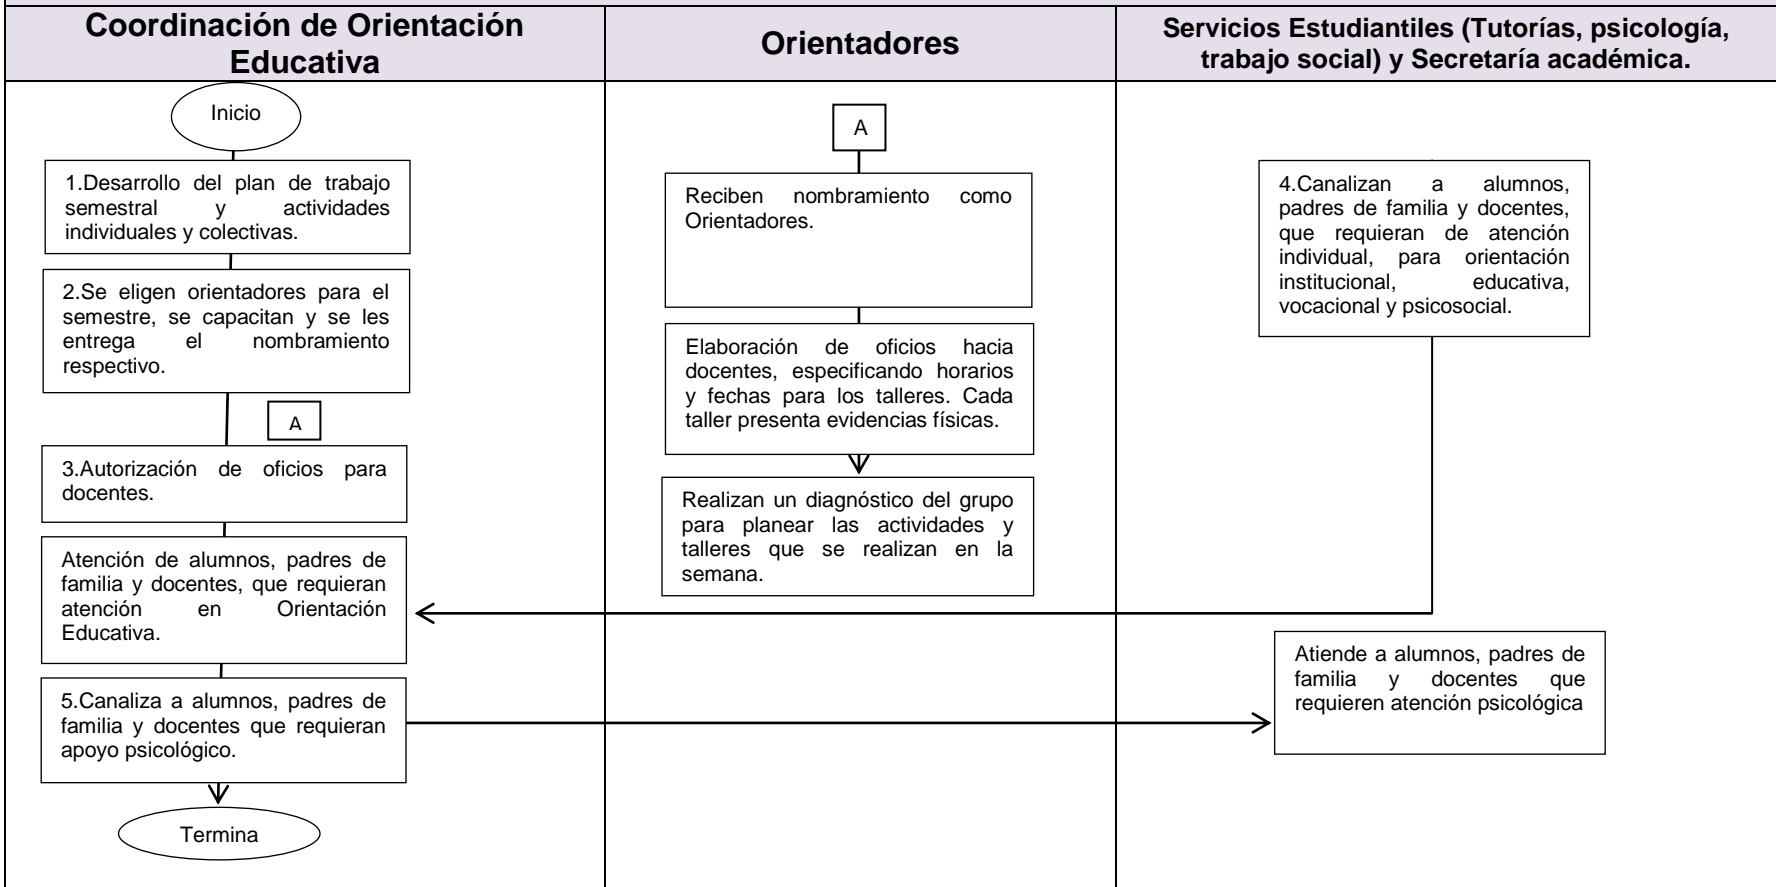 Coordinación de Orientación
Educativa
Orientadores
Servicios Estudiantiles (Tutorías, psicología,
trabajo social) y Secretaría académica.
Inicio
1.Desarrollo del plan de trabajo
semestral y actividades
individuales y colectivas.
2.Se eligen orientadores para el
semestre, se capacitan y se les
entrega el nombramiento
respectivo.
A
3.Autorización de oficios para
docentes.
Atención de alumnos, padres de
familia y docentes, que requieran
atención en Orientación
Educativa.
5.Canaliza a alumnos, padres de
familia y docentes que requieran
apoyo psicológico.
Termina
A
Reciben nombramiento como
Orientadores.
Elaboración de oficios hacia
docentes, especificando horarios
y fechas para los talleres. Cada
taller presenta evidencias físicas.
Realizan un diagnóstico del grupo
para planear las actividades y
talleres que se realizan en la
semana.
4.Canalizan a alumnos,
padres de familia y docentes,
que requieran de atención
individual, para orientación
institucional, educativa,
vocacional y psicosocial.
Atiende a alumnos, padres de
familia y docentes que
requieren atención psicológica